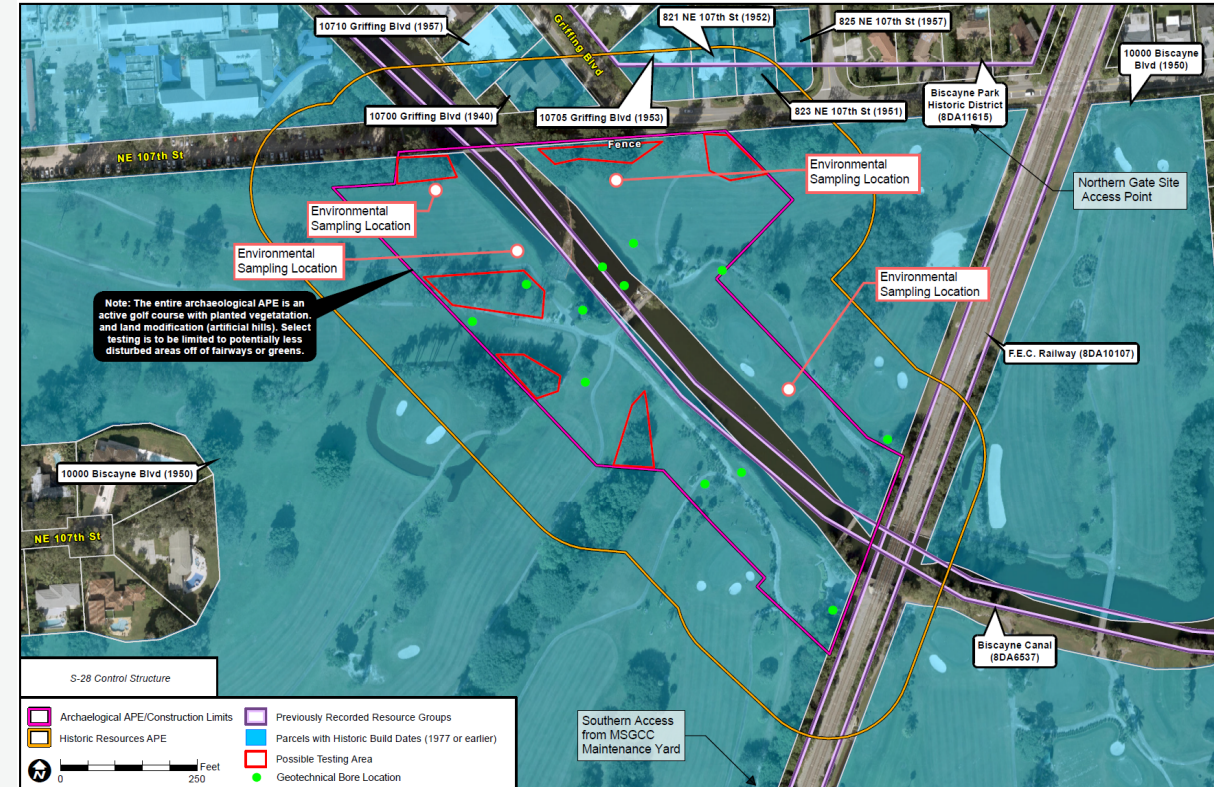 10710 Griffing Blvd (1957)
Griffing Blvd
821 NE 107th St (1952)
825 NE 107th St (1957)
10000 Biscayne
Blvd (1950)
10700 Griffing Blvd (1940)
10705 Griffing Blvd (1953)
823 NE 107th St (1951)
Biscayne Park
Historic District
(8DA11615)
NE 107th St
Fence
Environmental
Sampling Location
Environmental
Sampling Location
Northern Gate Site
Access Point
Environmental
Sampling Location
Environmental
Sampling Location
Note: The entire archaeological APE is an
active golf course with planted vegetatation.
and land modification (artificial hills). Select
testing is to be limited to potentially less
disturbed areas off of fairways or greens.
F.E.C. Railway (8DA10107)
10000 Biscayne Blvd (1950)
NE 107th St
Biscayne Canal
(8DA6537)
S-28 Control Structure
Southern Access
from MSGCC
Maintenance Yard
Archaelogical APE/Construction Limits
Historic Resources APE
N
Feet
0
250
Previously Recorded Resource Groups
Parcels with Historic Build Dates (1977 or earlier)
Possible Testing Area
Geotechnical Bore Location